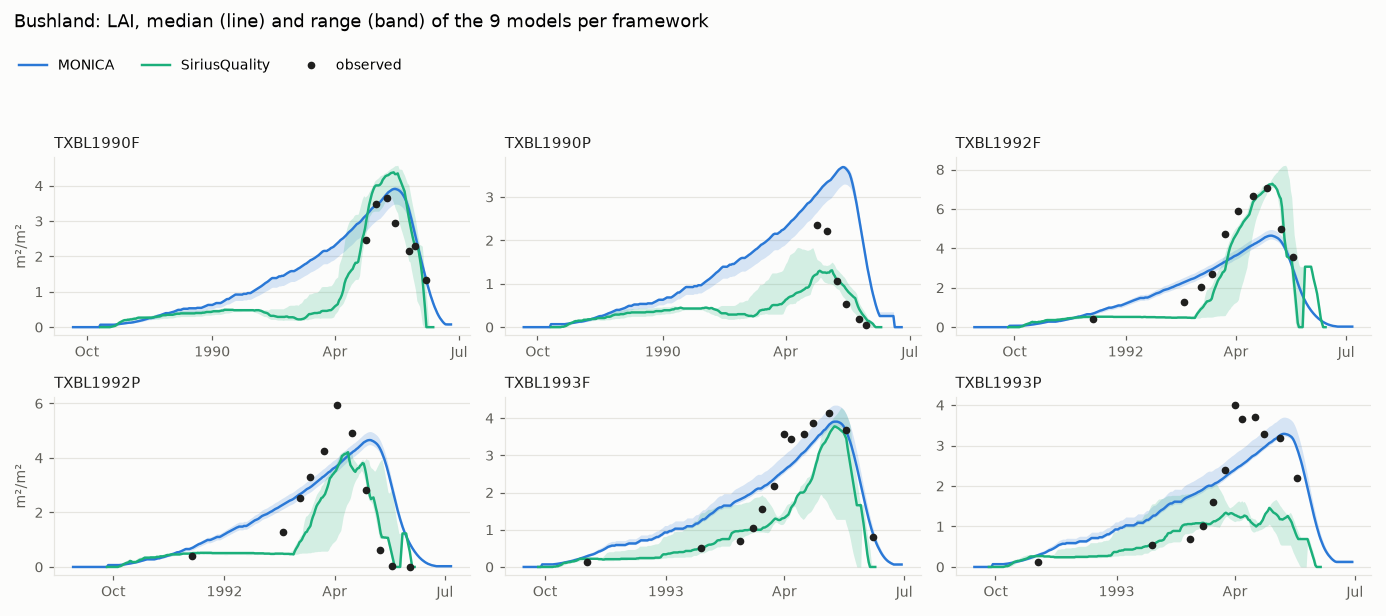 Bushland: LAI, median (line) and range (band) of the 9 models per framework
MONICA SiriusQuality observed
TXBL1990F TXBL1990P TXBL1992F
m²/m²
4
3
2
1
0
Oct 1990 Apr Jul
3
2
1
0
Oct 1990 Apr Jul
8
6
4
2
0
Oct 1992 Apr Jul
TXBL1992P TXBL1993F TXBL1993P
m²/m²
6
4
2
0
Oct 1992 Apr Jul
4
3
2
1
0
Oct 1993 Apr Jul
4
3
2
1
0
Oct 1993 Apr Jul